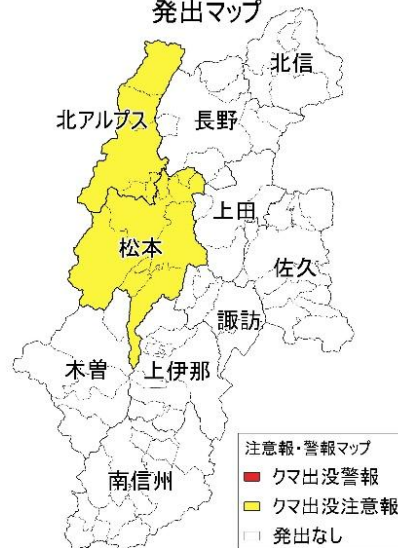 発出マップ
北信
北アルプス
長野
上田
松本
佐久
諏訪
木曽
上伊那
南信州
注意報・警報マップ
クマ出没警報
クマ出没注意報
発出なし